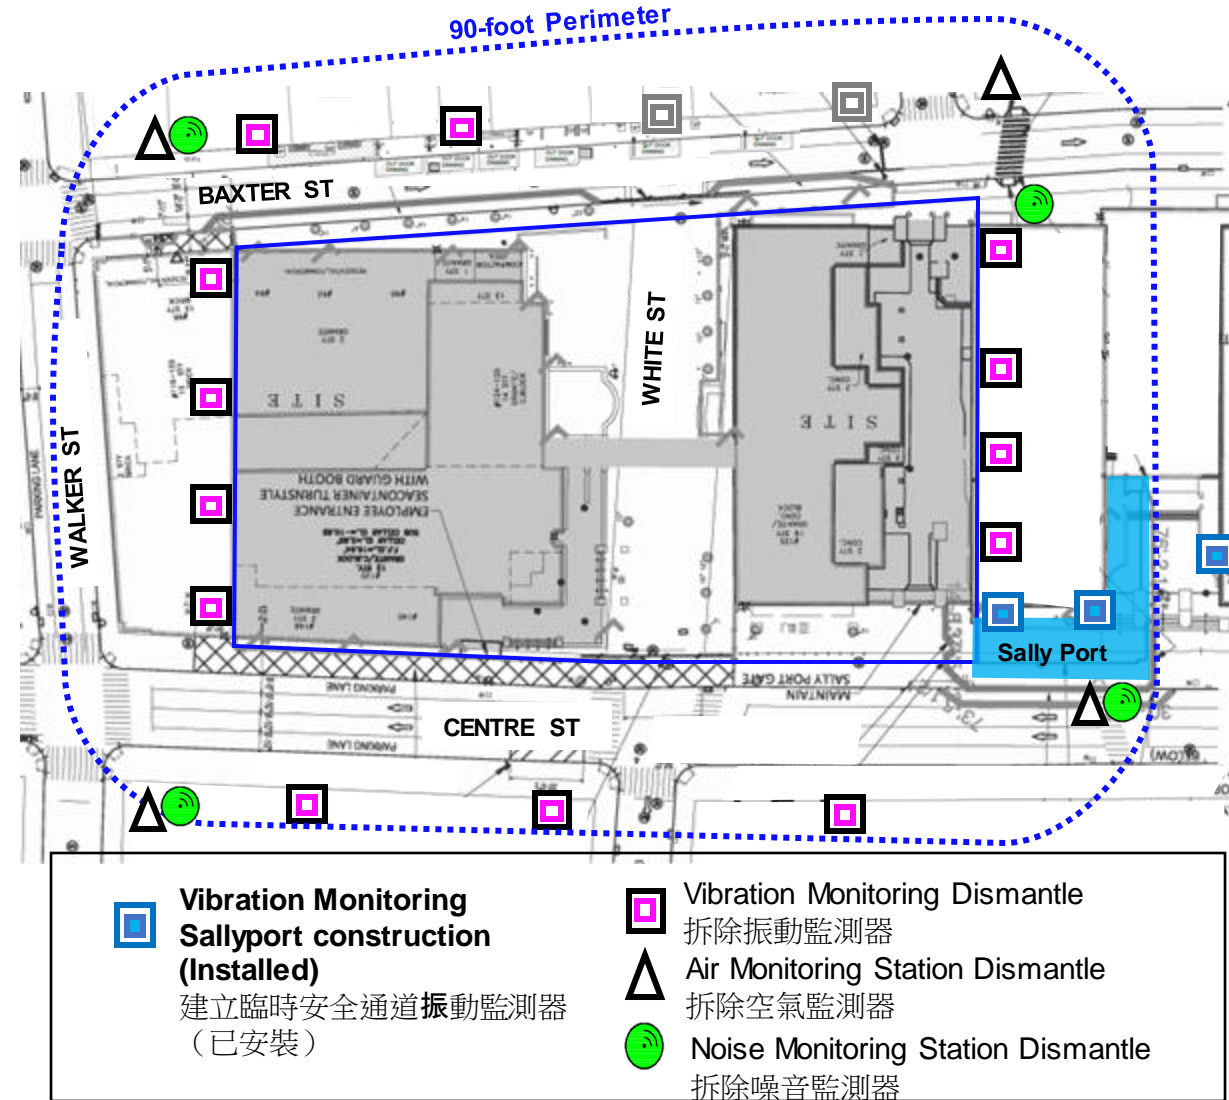 90-foot Perimeter
BAXTER ST
WHITE ST
WALKER ST
SITE
SITE
EMPLOYEE ENTRANCE
SEACONTAINER TURNSTYLE
WITH GUARD BOOTH
PARKING LANE
Sally Port
MAINTAIN
SALLY PORT GATE
PARKING LANE
CENTRE ST
PARKING LANE
Vibration Monitoring
Sallyport construction
(Installed)
建立臨時安全通道振動監測器
（已安裝）
Vibration Monitoring Dismantle
拆除振動監測器
Air Monitoring Station Dismantle
拆除空氣監測器
Noise Monitoring Station Dismantle
拆除噪音監測器